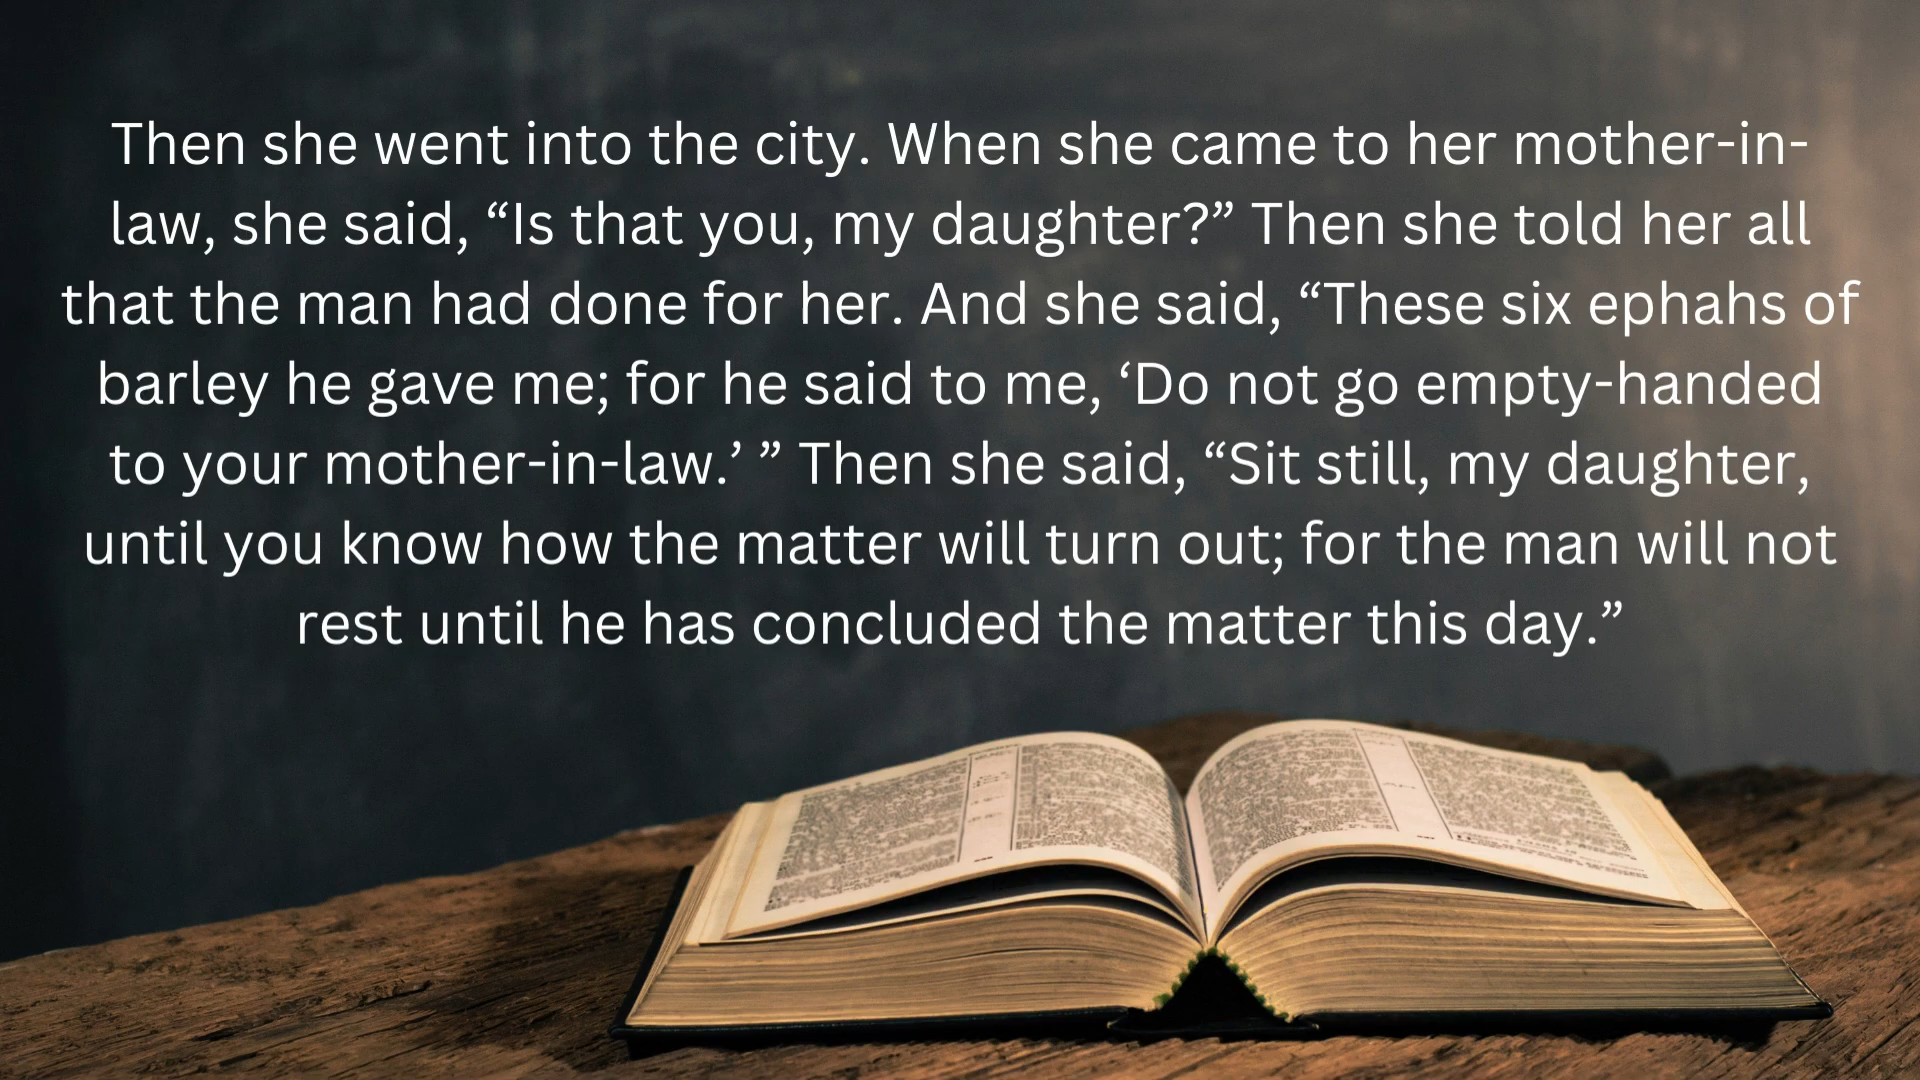 Then she went into the city. When she came to her mother-in-
law, she said, “Is that you, my daughter?” Then she told her all
that the man had done for her. And she said, “These six ephahs of
barley he gave me; for he said to me, ‘Do not go empty-handed
to your mother-in-law.’ ” Then she said, “Sit still, my daughter,
until you know how the matter will turn out; for the man will not
rest until he has concluded the matter this day.”